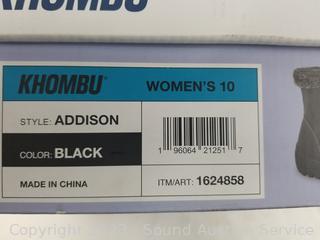 KHOMBU
KHOMBU® WOMEN'S 10
STYLE: ADDISON
COLOR: BLACK
1 96064 21251 7
MADE IN CHINA
ITM/ART: 1624858
Copyright 2023 Sound Auction Service